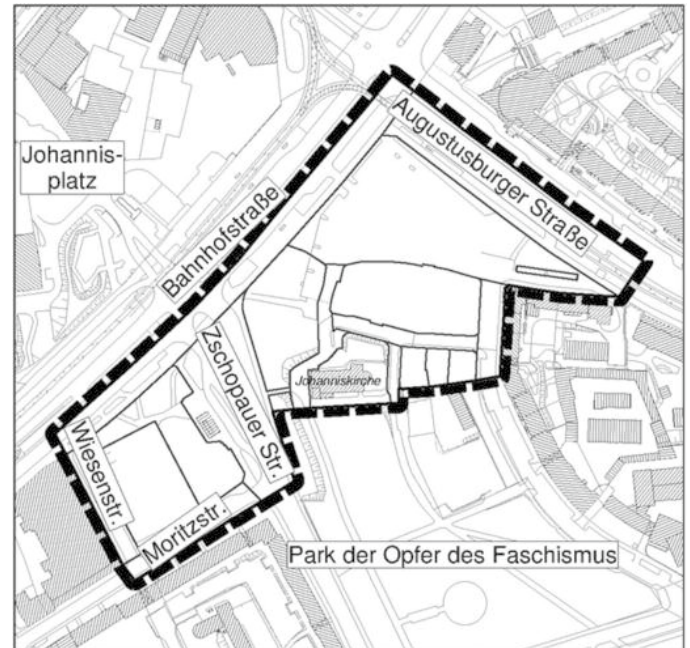 Johannis-
platz
Augustusburger Straße
Bahnhofstraße
Zschopauer Str.
Johanniskirche
Wiesenstr.
Moritzstr.
Park der Opfer des Faschismus